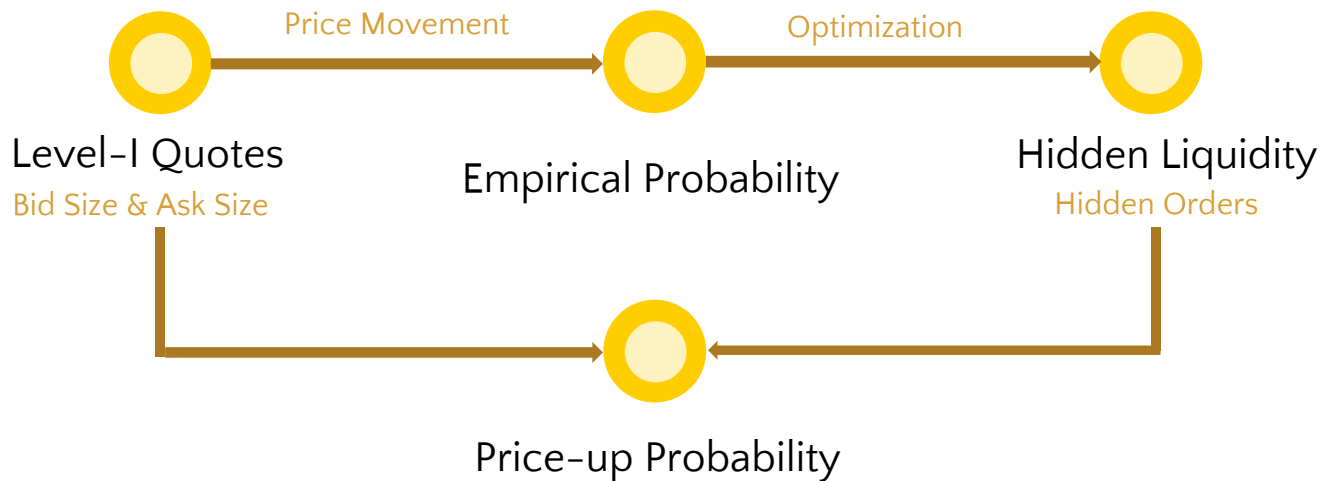 Price Movement
Optimization
Level-I Quotes
Bid Size & Ask Size
Empirical Probability
Hidden Liquidity
Hidden Orders
Price-up Probability